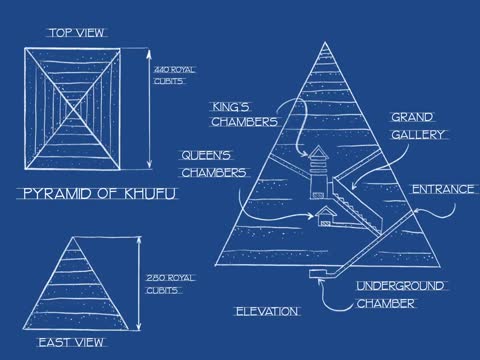 TOP VIEW
440 ROYAL
CUBITS
PYRAMID OF KHUFU
280 ROYAL
CUBITS
EAST VIEW
KING'S
CHAMBERS
QUEEN'S
CHAMBERS
GRAND
GALLERY
ENTRANCE
UNDERGROUND
CHAMBER
ELEVATION